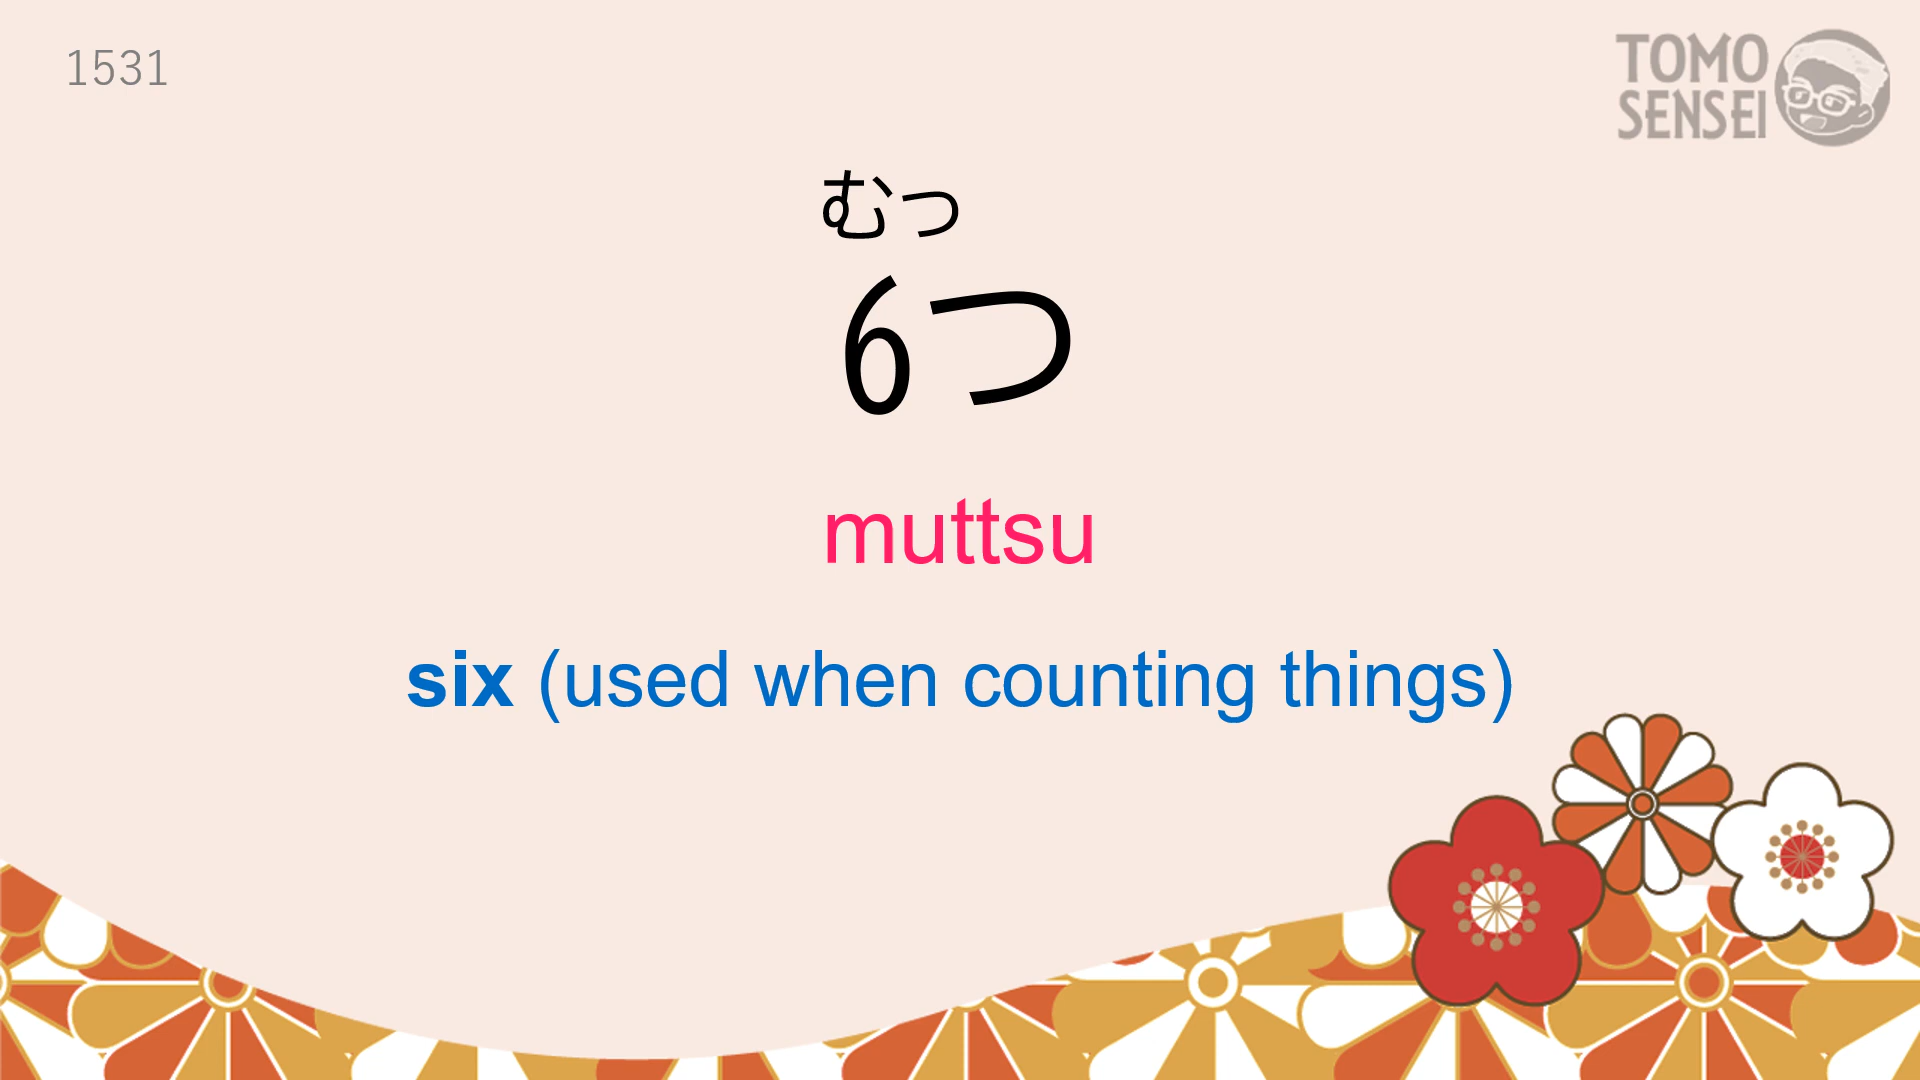 1531
TOMO
SENSEI
むっ
6つ
muttsu
six (used when counting things)